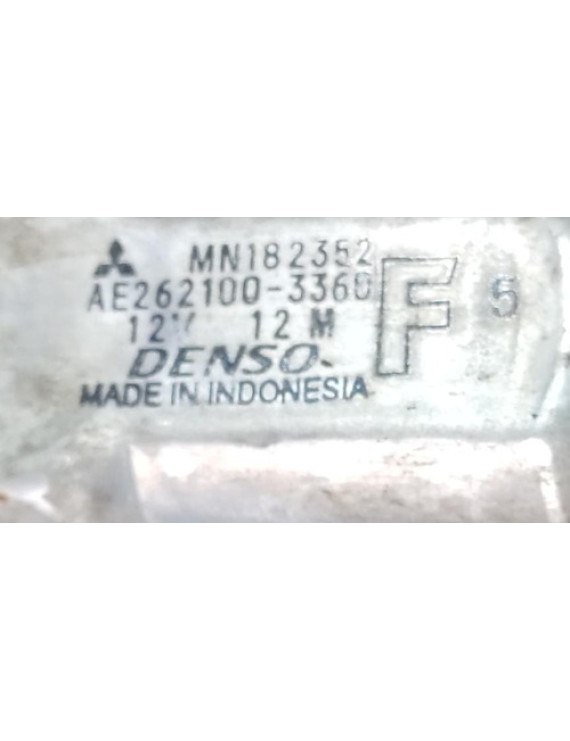 MN182352
AE262100-3360
12V 12 M
DENSO
MADE IN INDONESIA
F
5